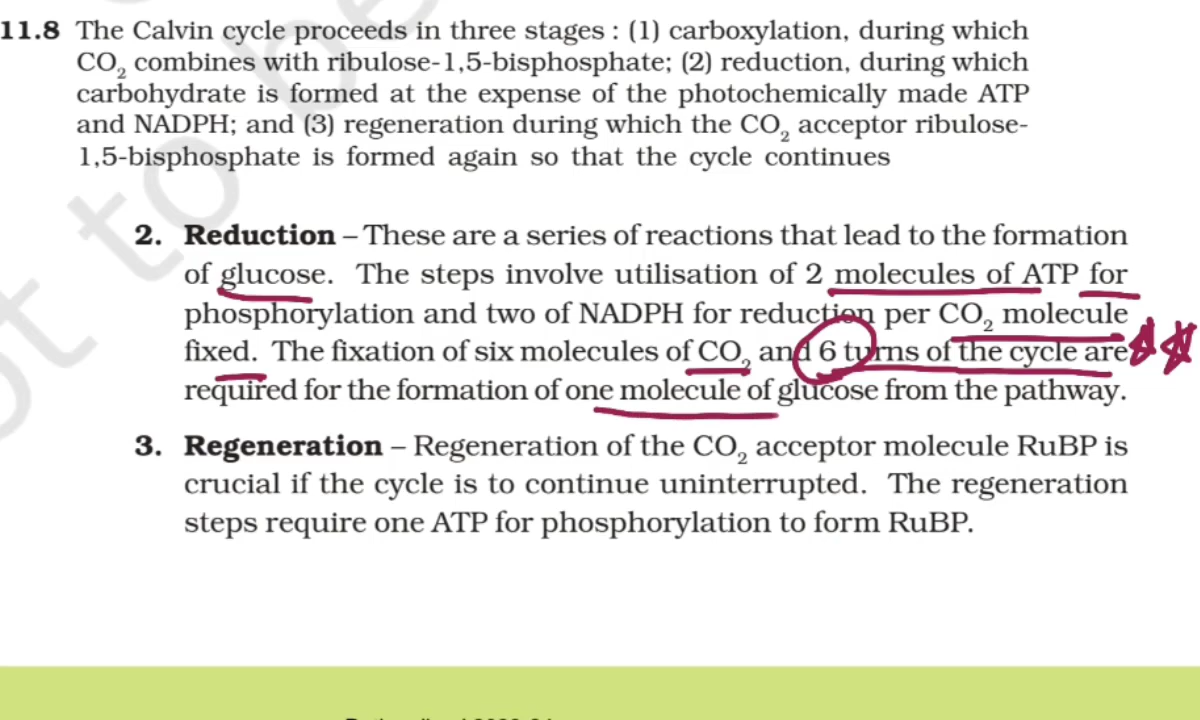 11.8 The Calvin cycle proceeds in three stages : (1) carboxylation, during which
CO₂ combines with ribulose-1,5-bisphosphate; (2) reduction, during which
carbohydrate is formed at the expense of the photochemically made ATP
and NADPH; and (3) regeneration during which the CO₂ acceptor ribulose-
1,5-bisphosphate is formed again so that the cycle continues
2. Reduction – These are a series of reactions that lead to the formation
of glucose. The steps involve utilisation of 2 molecules of ATP for
phosphorylation and two of NADPH for reduction per CO₂ molecule
fixed. The fixation of six molecules of CO₂ and 6 turns of the cycle are
required for the formation of one molecule of glucose from the pathway.
3. Regeneration – Regeneration of the CO₂ acceptor molecule RuBP is
crucial if the cycle is to continue uninterrupted. The regeneration
steps require one ATP for phosphorylation to form RuBP.